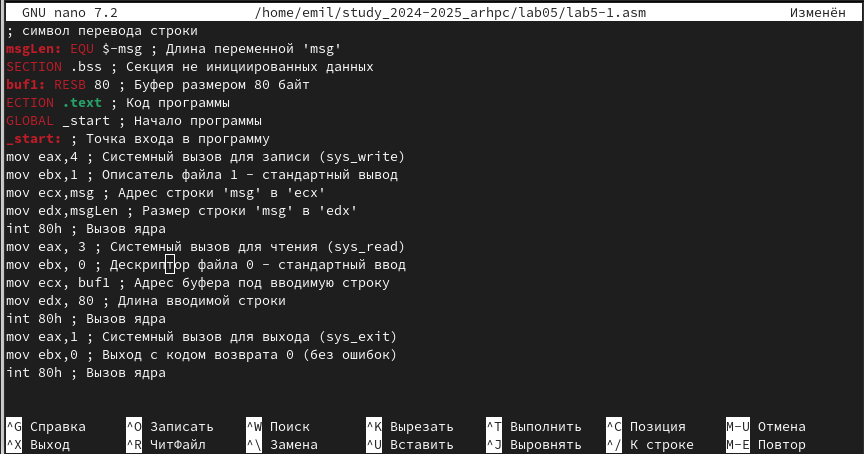 GNU nano 7.2 /home/emil/study_2024-2025_arhpc/lab05/lab5-1.asm Изменён
; символ перевода строки
msgLen: EQU $-msg ; Длина переменной 'msg'
SECTION .bss ; Секция не инициированных данных
buf1: RESB 80 ; Буфер размером 80 байт
ECTION .text ; Код программы
GLOBAL _start ; Начало программы
_start: ; Точка входа в программу
mov eax,4 ; Системный вызов для записи (sys_write)
mov ebx,1 ; Описатель файла 1 - стандартный вывод
mov ecx,msg ; Адрес строки 'msg' в 'ecx'
mov edx,msgLen ; Размер строки 'msg' в 'edx'
int 80h ; Вызов ядра
mov eax, 3 ; Системный вызов для чтения (sys_read)
mov ebx, 0 ; Дескриптор файла 0 - стандартный ввод
mov ecx, buf1 ; Адрес буфера под вводимую строку
mov edx, 80 ; Длина вводимой строки
int 80h ; Вызов ядра
mov eax,1 ; Системный вызов для выхода (sys_exit)
mov ebx,0 ; Выход с кодом возврата 0 (без ошибок)
int 80h ; Вызов ядра
^G Справка ^O Записать ^W Поиск ^K Вырезать ^T Выполнить ^C Позиция M-U Отмена
^X Выход ^R ЧитФайл ^\ Замена ^U Вставить ^J Выровнять ^/ К строке M-E Повтор